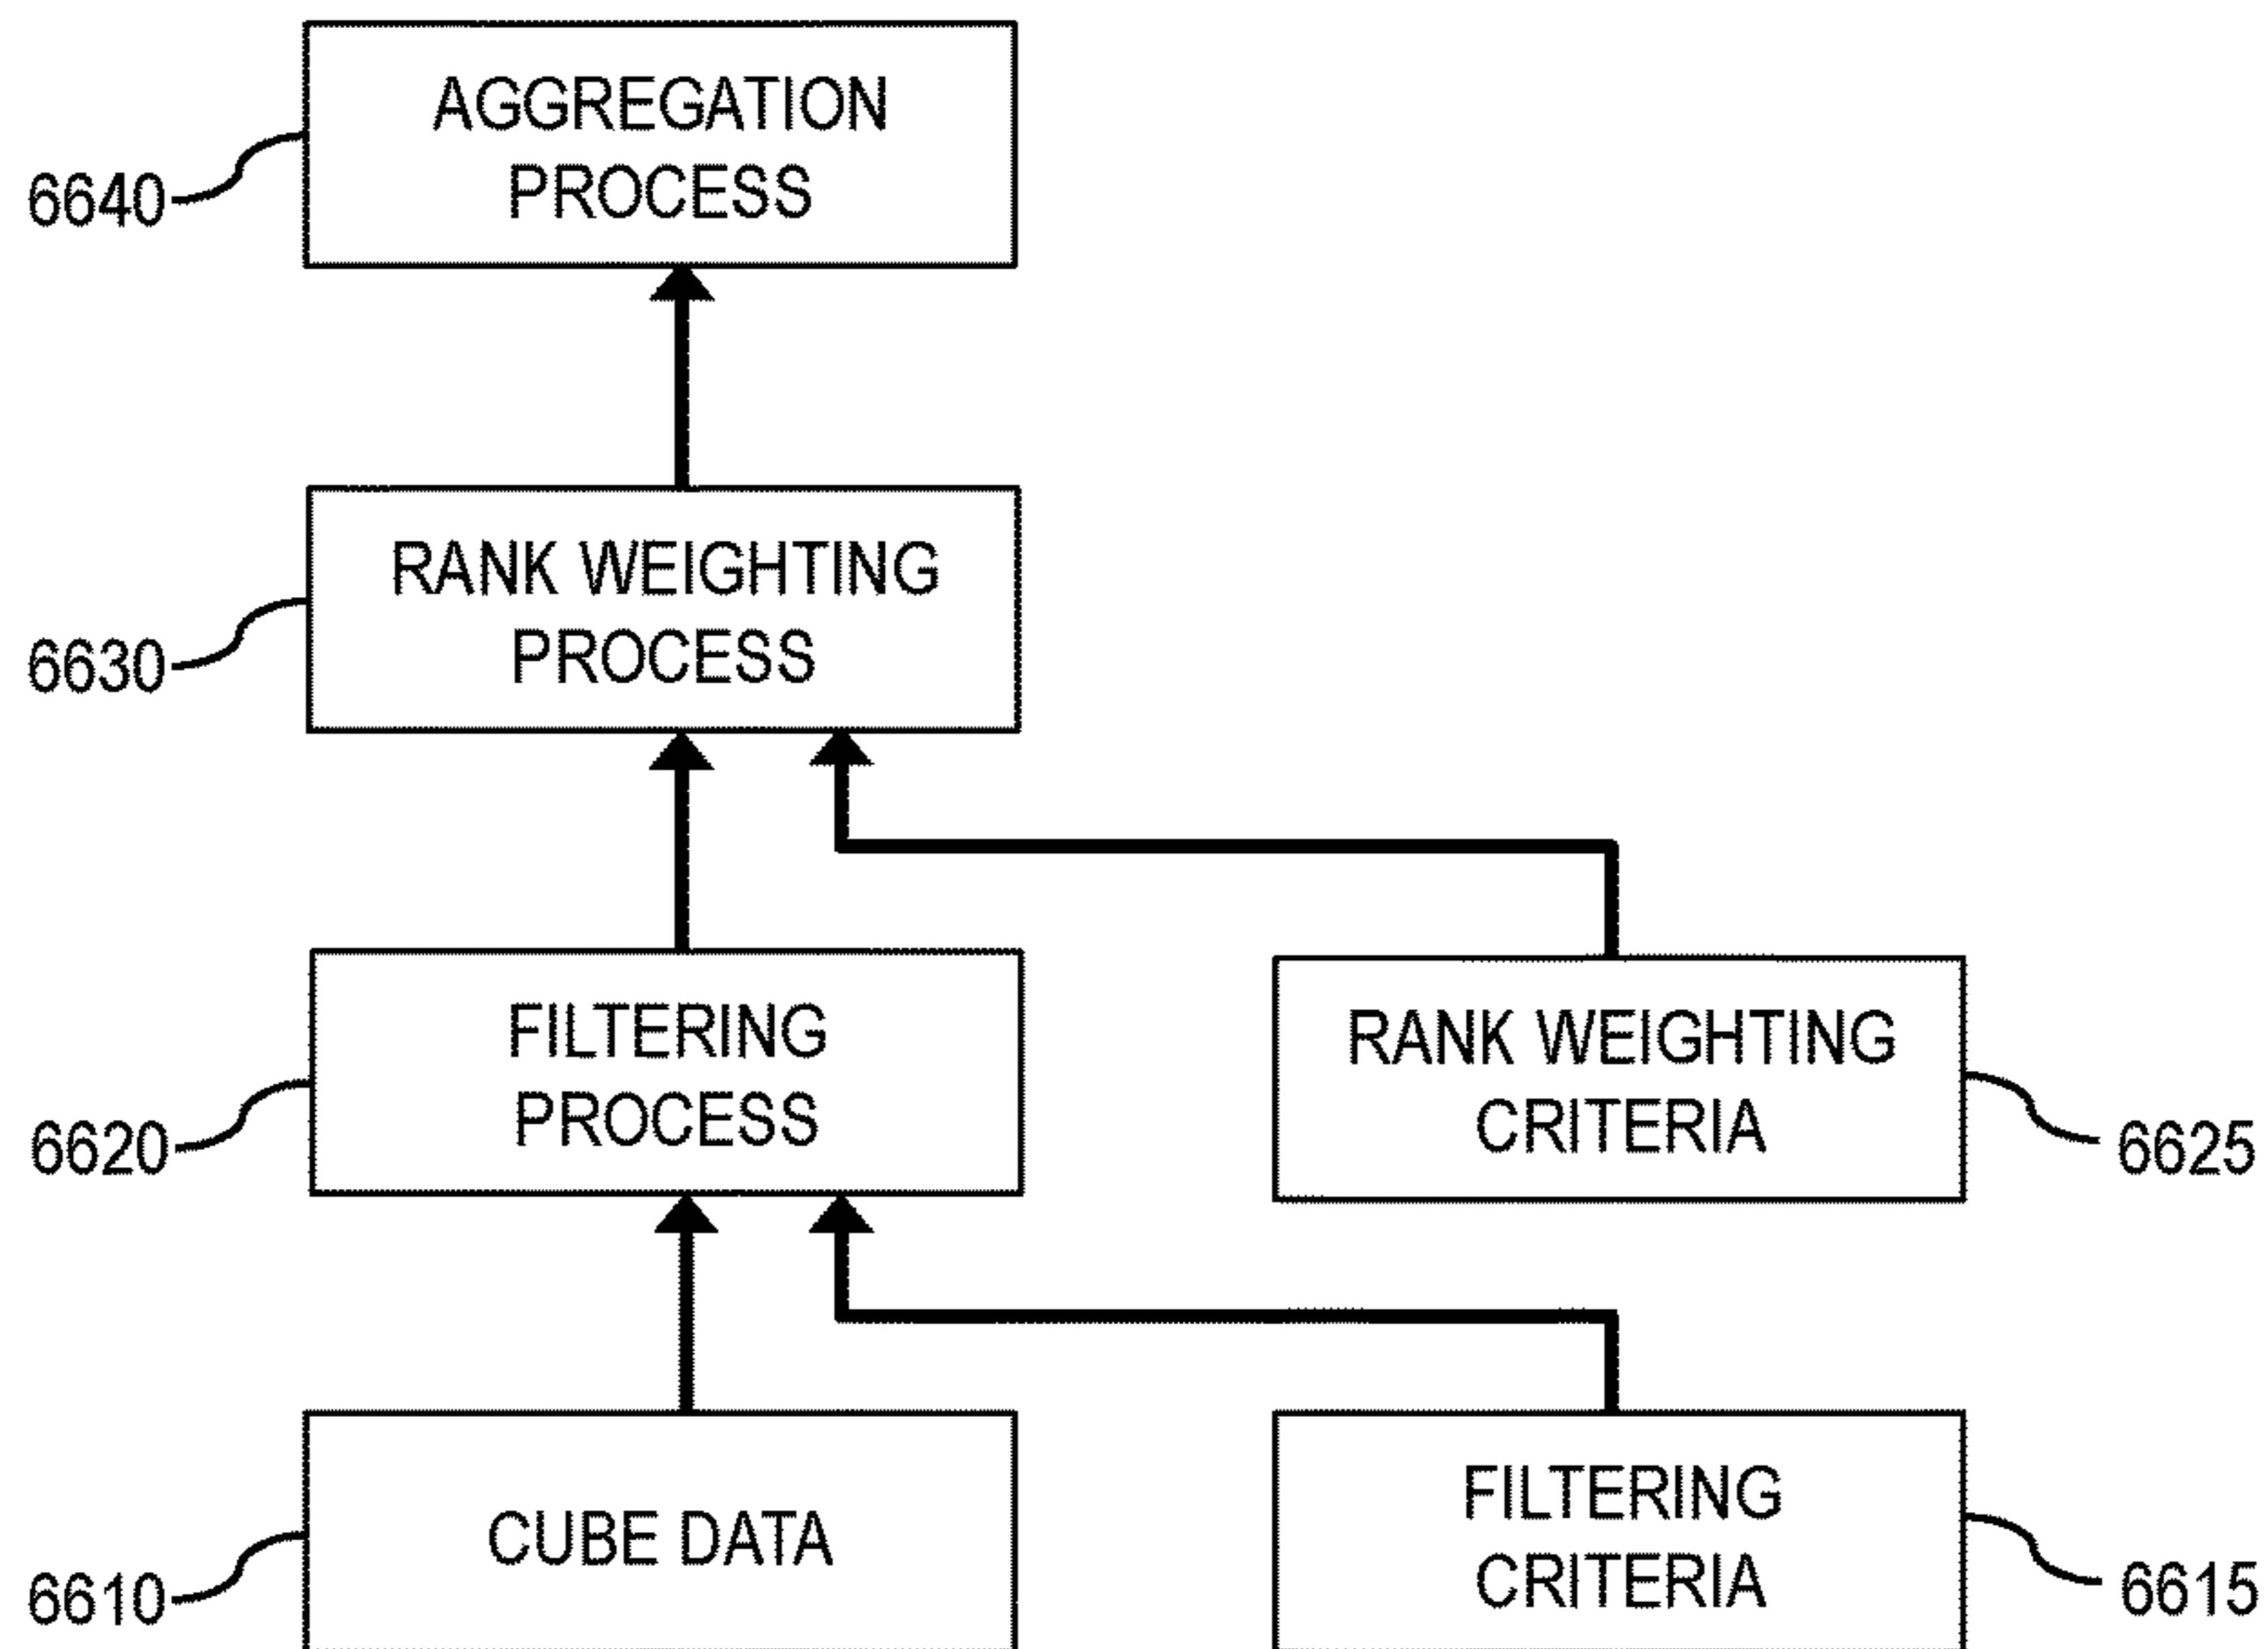 AGGREGATION
PROCESS
6640
RANK WEIGHTING
PROCESS
6630
FILTERING
PROCESS
6620
RANK WEIGHTING
CRITERIA
6625
CUBE DATA
6610
FILTERING
CRITERIA
6615